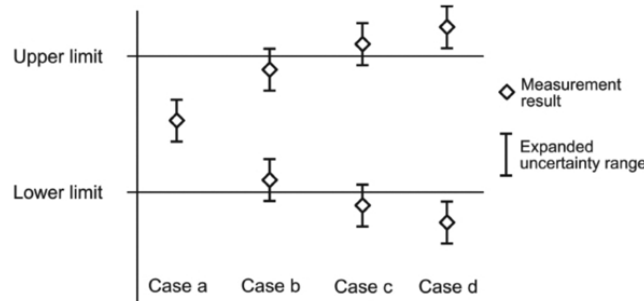 Upper limit
Measurement
result
Expanded
uncertainty range
Lower limit
Case a Case b Case c Case d